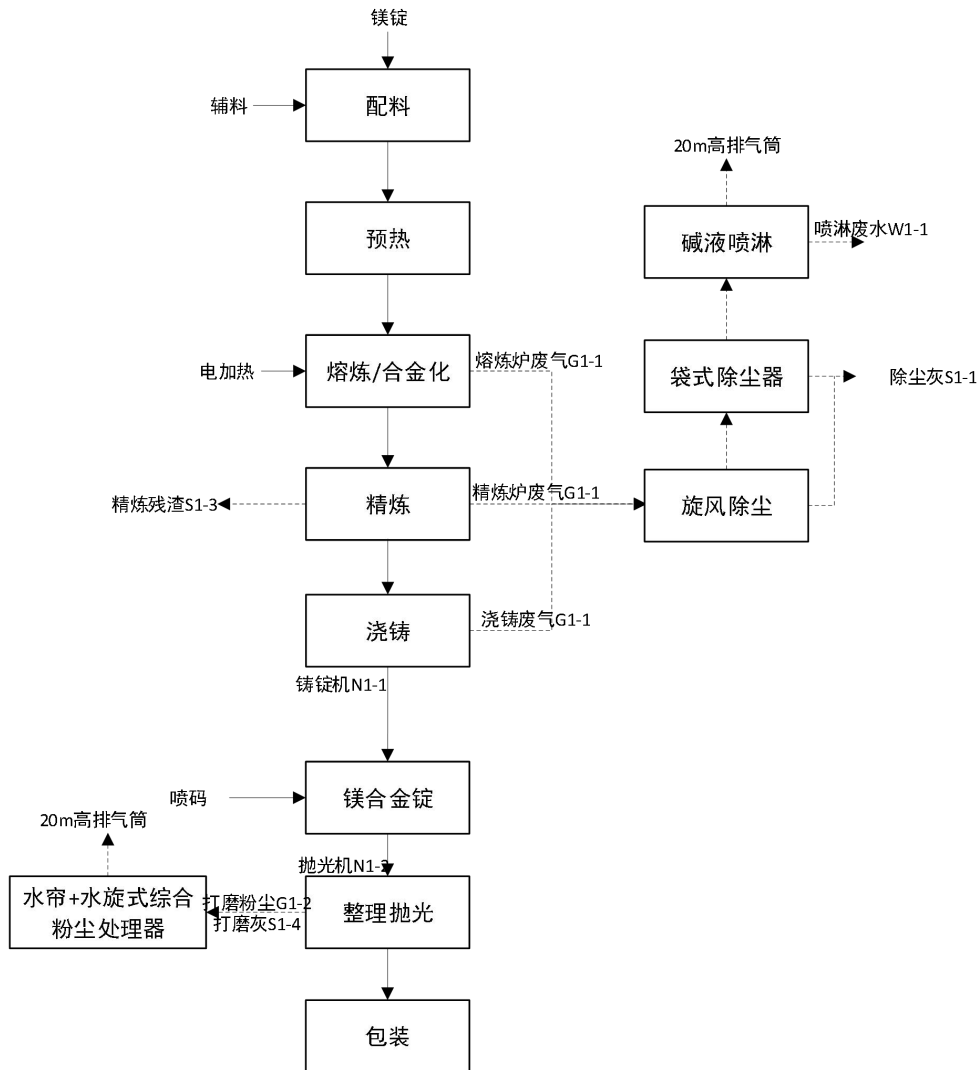 镁锭
辅料
配料
20m高排气筒
预热
碱液喷淋
喷淋废水W1-1
电加热
熔炼/合金化
熔炼炉废气G1-1
袋式除尘器
除尘灰S1-1
精炼残渣S1-3
精炼
精炼炉废气G1-1
旋风除尘
浇铸
浇铸废气G1-1
铸锭机N1-1
喷码
镁合金锭
20m高排气筒
抛光机N1-2
水帘+水旋式综合
粉尘处理器
打磨粉尘G1-2
打磨灰S1-4
整理抛光
包装